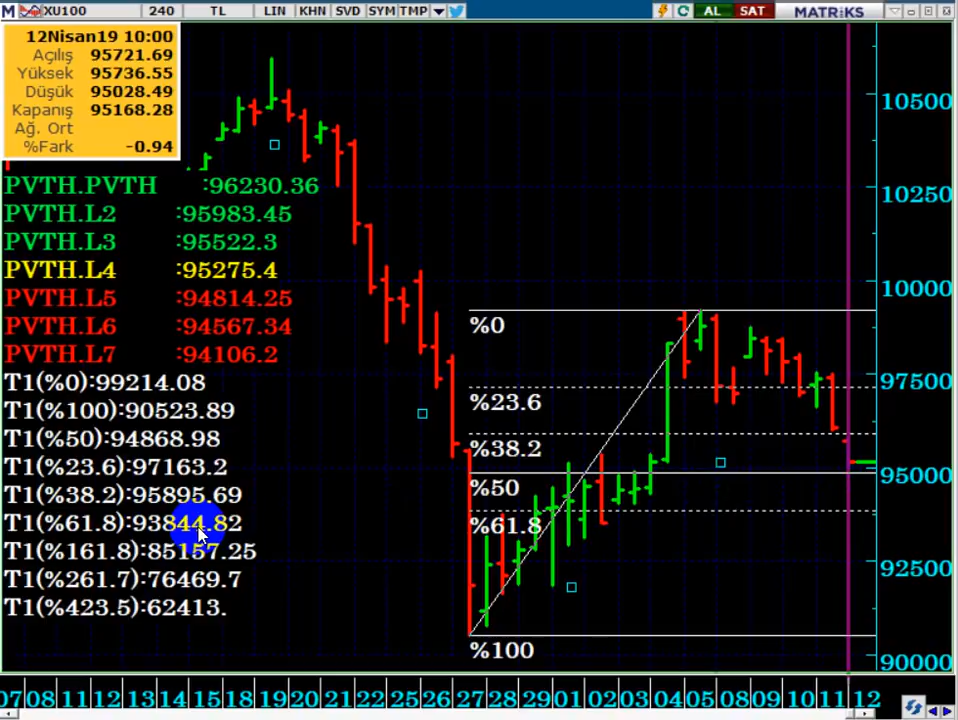 M XU100 240 TL LIN KHN SVD SYM TMP AL SAT MATRiKS
12Nisan19 10:00
Açılış 95721.69
Yüksek 95736.55
Düşük 95028.49
Kapanış 95168.28
Ağ. Ort
%Fark -0.94
PVTH.PVTH :96230.36
PVTH.L2 :95983.45
PVTH.L3 :95522.3
PVTH.L4 :95275.4
PVTH.L5 :94814.25
PVTH.L6 :94567.34
PVTH.L7 :94106.2
T1(%0):99214.08
T1(%100):90523.89
T1(%50):94868.98
T1(%23.6):97163.2
T1(%38.2):95895.69
T1(%61.8):93844.82
T1(%161.8):85157.25
T1(%261.7):76469.7
T1(%423.5):62413.
%0
%23.6
%38.2
%50
%61.8
%100
10500
10250
10000
97500
95000
92500
90000
07 08 11 12 13 14 15 18 19 20 21 22 25 26 27 28 29 01 02 03 04 05 08 09 10 11 12